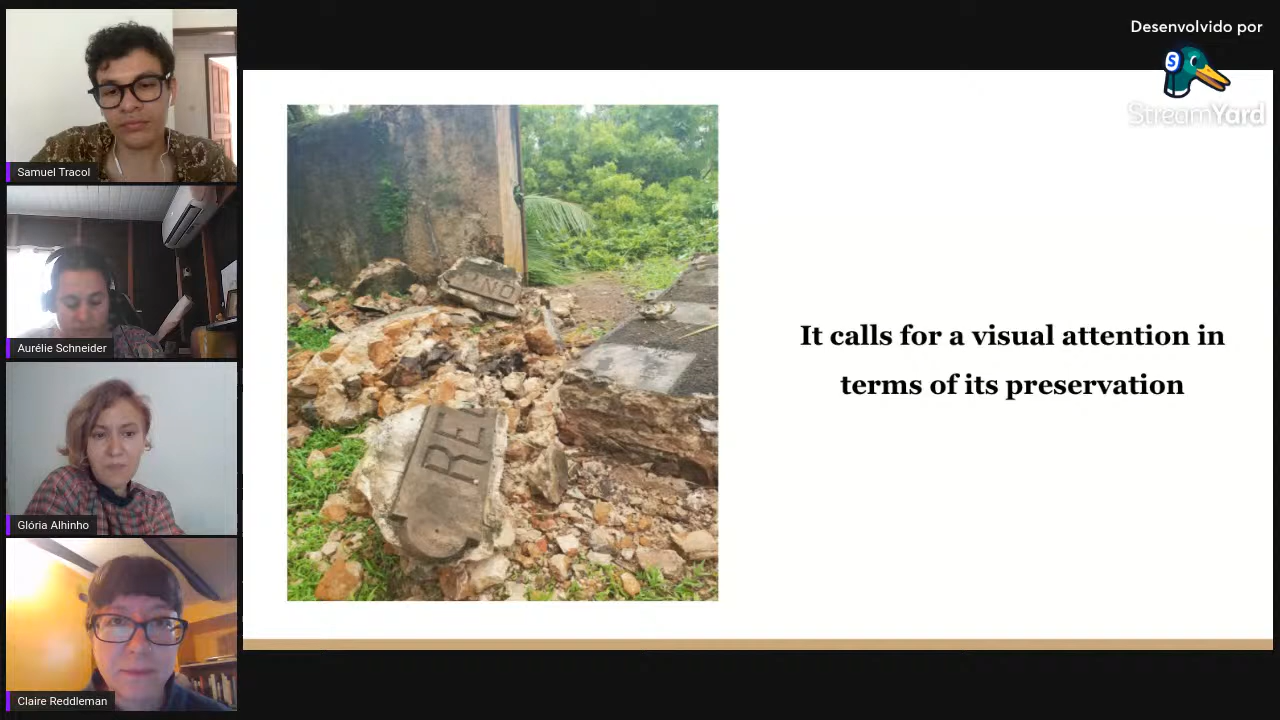 Desenvolvido por
S
StreamYard
Samuel Tracol
Aurélie Schneider
Glória Alhinho
Claire Reddleman
It calls for a visual attention in
terms of its preservation
RE